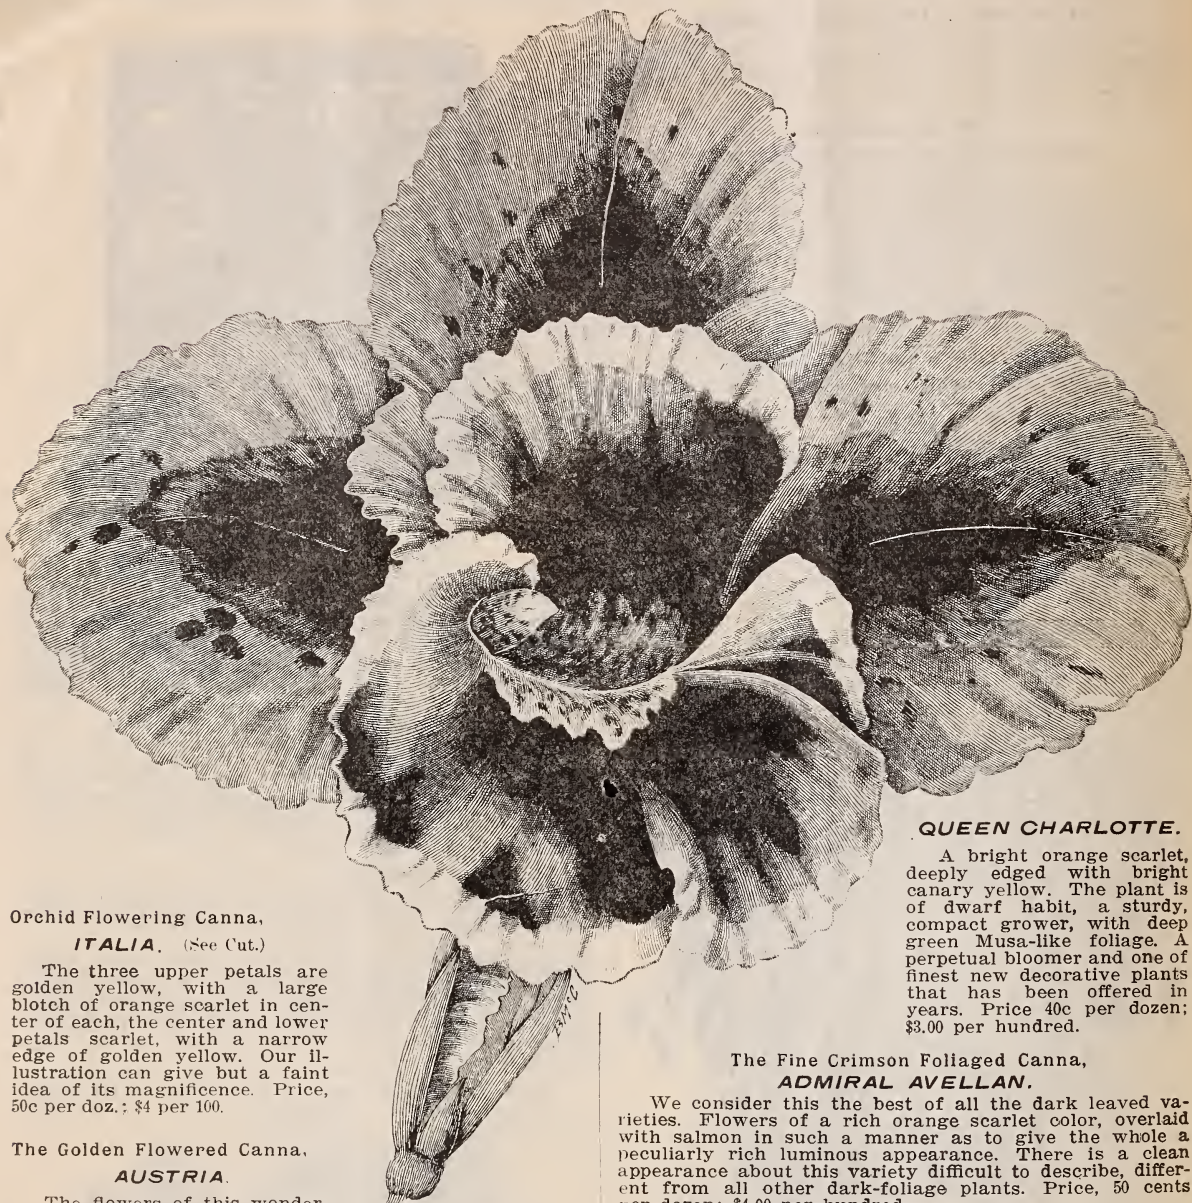 Orchid Flowering Canna,
ITALIA. (See Cut.)
The three upper petals are
golden yellow, with a large
blotch of orange scarlet in cen-
ter of each, the center and lower
petals scarlet, with a narrow
edge of golden yellow. Our il-
lustration can give but a faint
idea of its magnificence. Price,
50c per doz.; $4 per 100.
The Golden Flowered Canna,
AUSTRIA.
The flowers of this wonder
QUEEN CHARLOTTE.
A bright orange scarlet,
deeply edged with bright
canary yellow. The plant is
of dwarf habit, a sturdy,
compact grower, with deep
green Musa-like foliage. A
perpetual bloomer and one of
finest new decorative plants
that has been offered in
years. Price 40c per dozen;
$3.00 per hundred.
The Fine Crimson Foliaged Canna,
ADMIRAL AVELLAN.
We consider this the best of all the dark leaved va-
rieties. Flowers of a rich orange scarlet color, overlaid
with salmon in such a manner as to give the whole a
peculiarly rich luminous appearance. There is a clean
appearance about this variety difficult to describe, differ-
ent from all other dark-foliage plants. Price, 50 cents
per dozen; $4.00 per hundred.